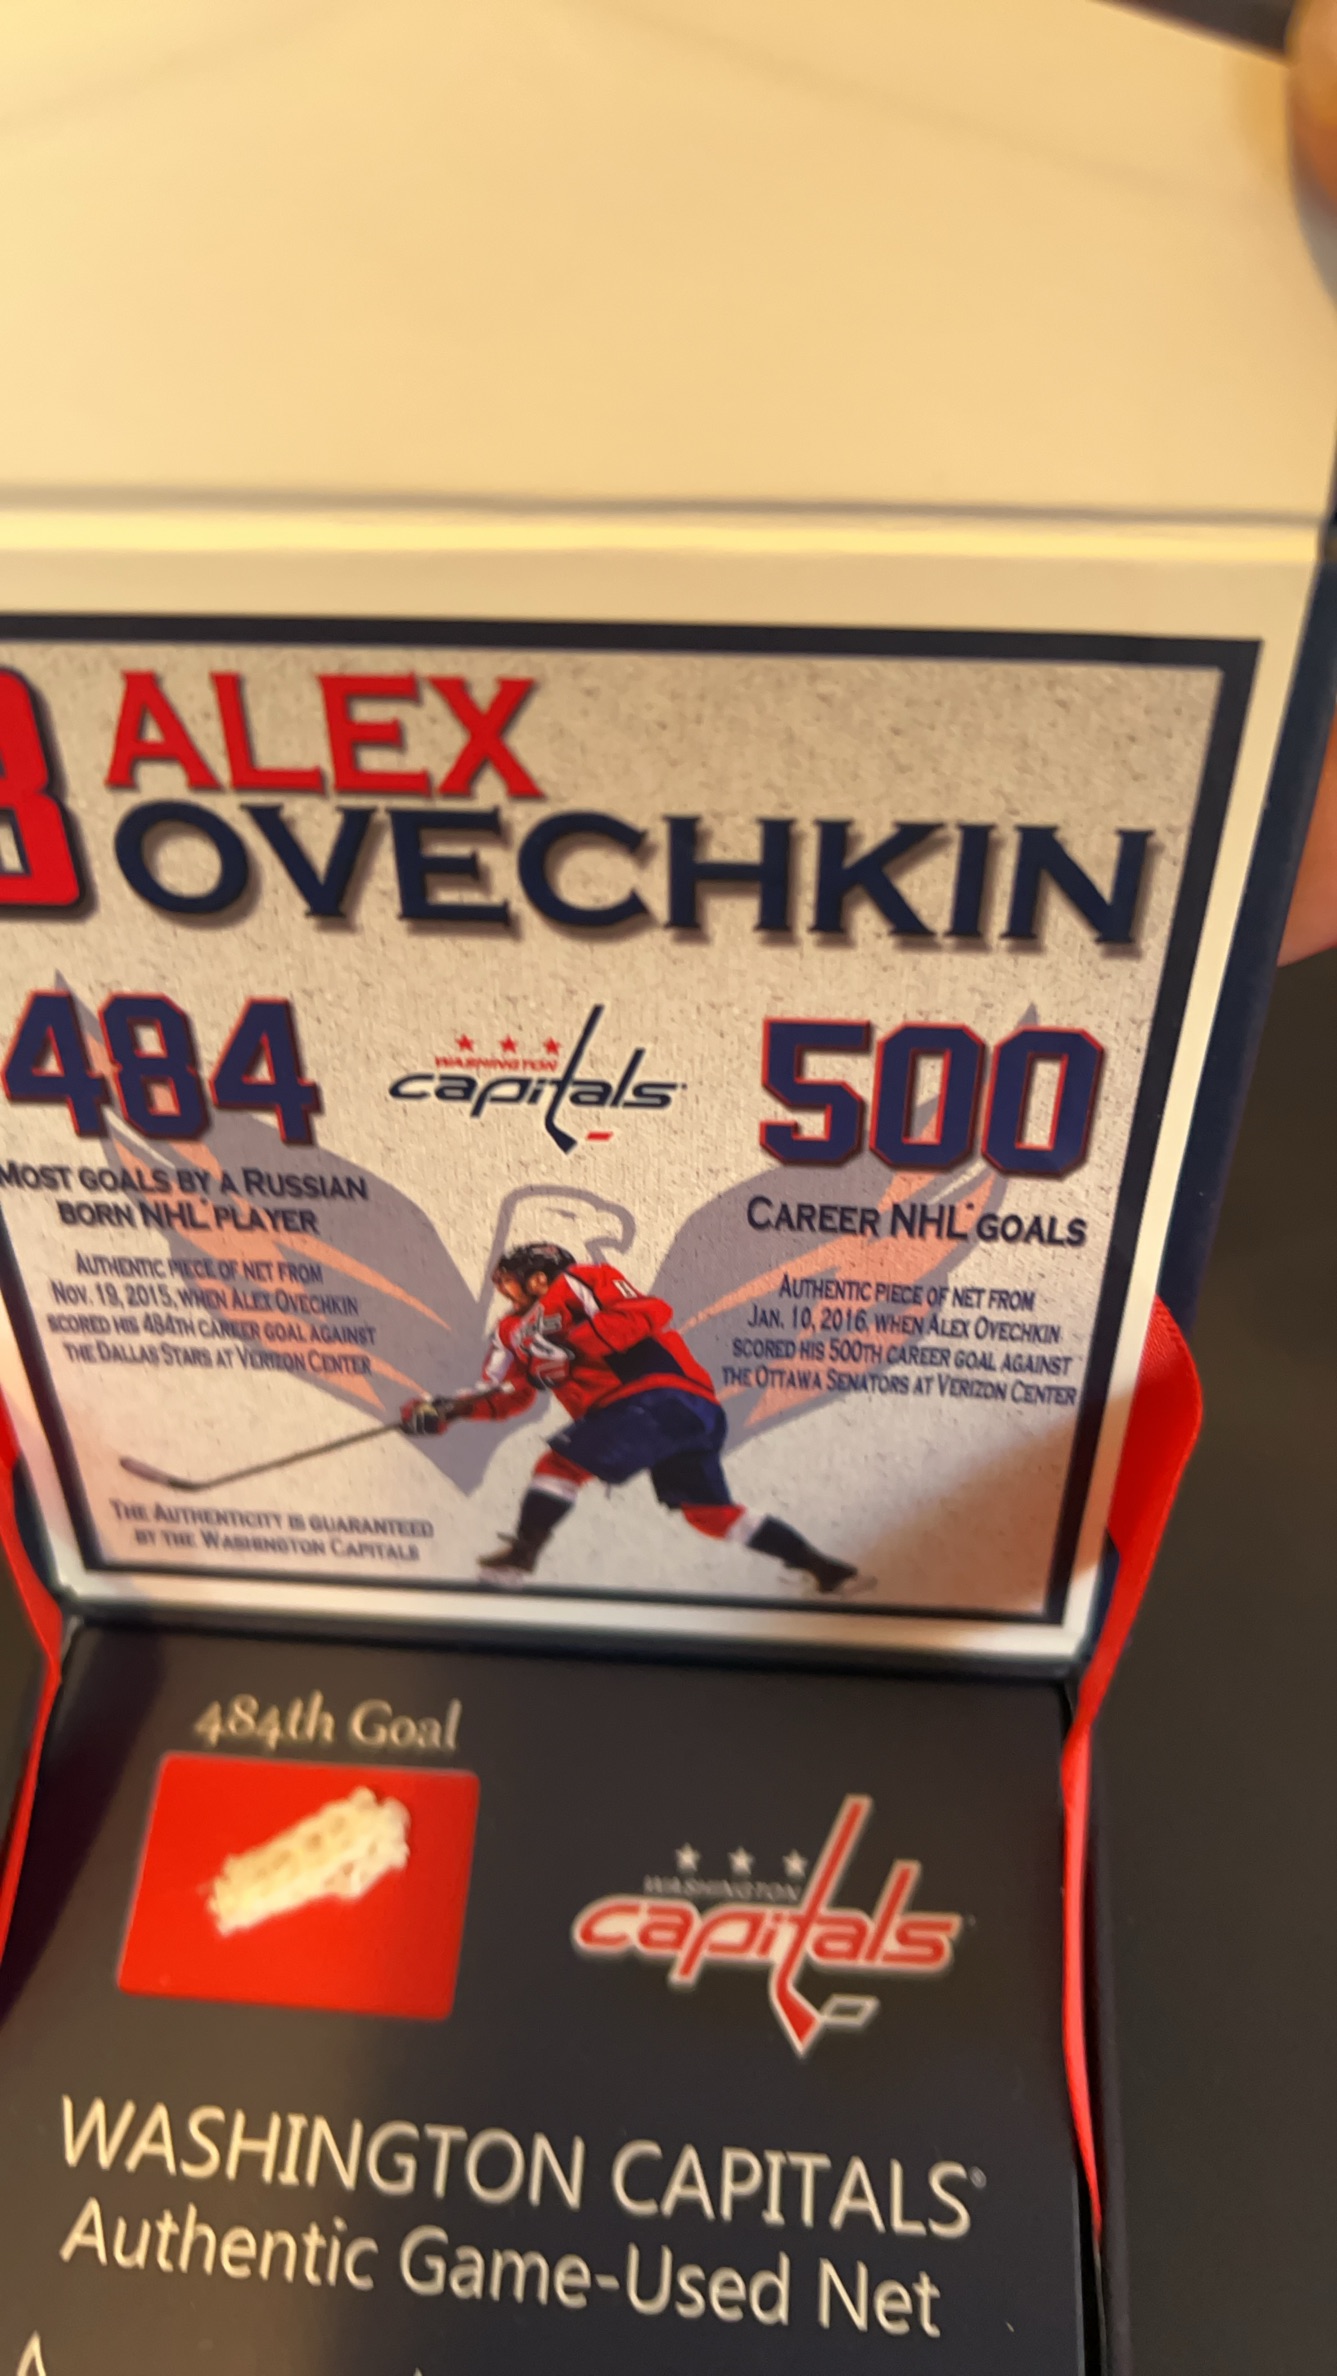 8
ALEX
OVECHKIN
484
WASHINGTON
capitals
500
MOST GOALS BY A RUSSIAN
BORN NHL PLAYER
CAREER NHL GOALS
AUTHENTIC PIECE OF NET FROM
NOV. 19, 2015, WHEN ALEX OVECHKIN
SCORED HIS 484TH CAREER GOAL AGAINST
THE DALLAS STARS AT VERIZON CENTER
AUTHENTIC PIECE OF NET FROM
JAN. 10, 2016, WHEN ALEX OVECHKIN
SCORED HIS 500TH CAREER GOAL AGAINST
THE OTTAWA SENATORS AT VERIZON CENTER
THE AUTHENTICITY IS GUARANTEED
BY THE WASHINGTON CAPITALS
484th Goal
WASHINGTON
capitals
WASHINGTON CAPITALS
Authentic Game-Used Net